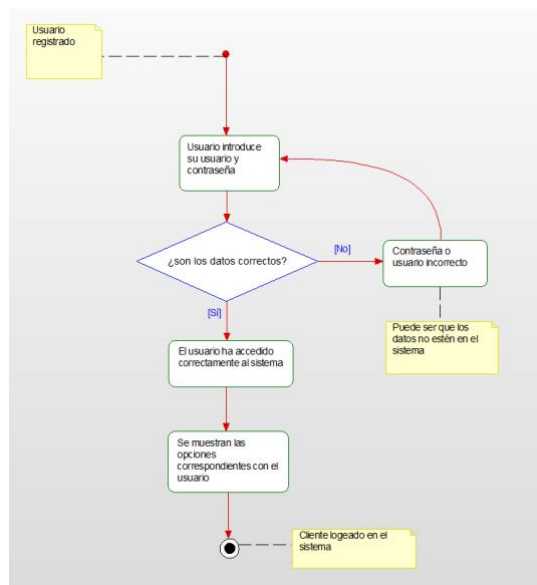 Usuario
registrado
Usuario introduce
su usuario y
contraseña
¿son los datos correctos?
[No]
Contraseña o
usuario incorrecto
[Sí]
Puede ser que los
datos no estén en el
sistema
El usuario ha accedido
correctamente al sistema
Se muestran las
opciones
correspondientes con el
usuario
Cliente logeado en el
sistema